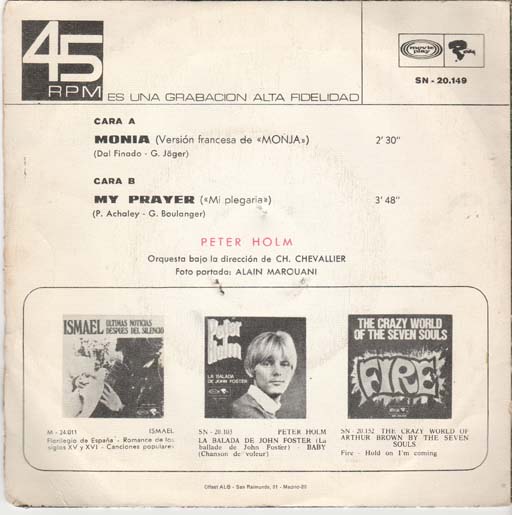 45
RPM
ES UNA GRABACION ALTA FIDELIDAD
movie play
SN - 20.149
CARA A
MONIA (Versión francesa de «MONJA») 2' 30"
(Dal Finado - G. Jäger)
CARA B
MY PRAYER («Mi plegaria») 3' 48"
(P. Achaley - G. Boulanger)
PETER HOLM
Orquesta bajo la dirección de CH. CHEVALLIER
Foto portada: ALAIN MAROUANI
ISMAEL ULTIMAS NOTICIAS
DESPUES DEL SILENCIO
M - 24.011 ISMAEL
Florilegio de España - Romance de los
siglos XV y XVI - Canciones populares
Peter
Holm
LA BALADA
DE JOHN FOSTER
SN - 20.103 PETER HOLM
LA BALADA DE JOHN FOSTER (La
ballade de John Foster) - BABY
(Chanson de voleur)
THE CRAZY WORLD
OF THE SEVEN SOULS
FIRE
SN - 20.152 THE CRAZY WORLD OF
ARTHUR BROWN BY THE SEVEN
SOULS
Fire - Hold on I'm coming
Offset ALB - San Raimundo, 21 - Madrid-20